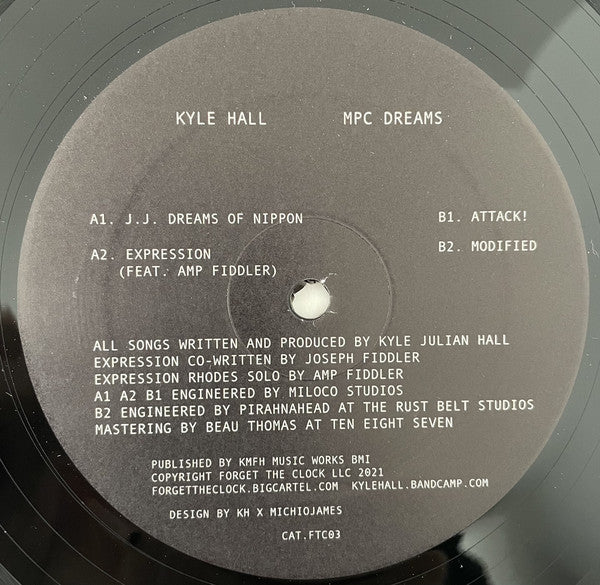 KYLE HALL MPC DREAMS
A1. J.J. DREAMS OF NIPPON B1. ATTACK!
A2. EXPRESSION B2. MODIFIED
(FEAT. AMP FIDDLER)
ALL SONGS WRITTEN AND PRODUCED BY KYLE JULIAN HALL
EXPRESSION CO-WRITTEN BY JOSEPH FIDDLER
EXPRESSION RHODES SOLO BY AMP FIDDLER
A1 A2 B1 ENGINEERED BY MILOCO STUDIOS
B2 ENGINEERED BY PIRAHNAHEAD AT THE RUST BELT STUDIOS
MASTERING BY BEAU THOMAS AT TEN EIGHT SEVEN
PUBLISHED BY KMFH MUSIC WORKS BMI
COPYRIGHT FORGET THE CLOCK LLC 2021
FORGETTHECLOCK.BIGCARTEL.COM KYLEHALL.BANDCAMP.COM
DESIGN BY KH X MICHIOJAMES
CAT.FTC03